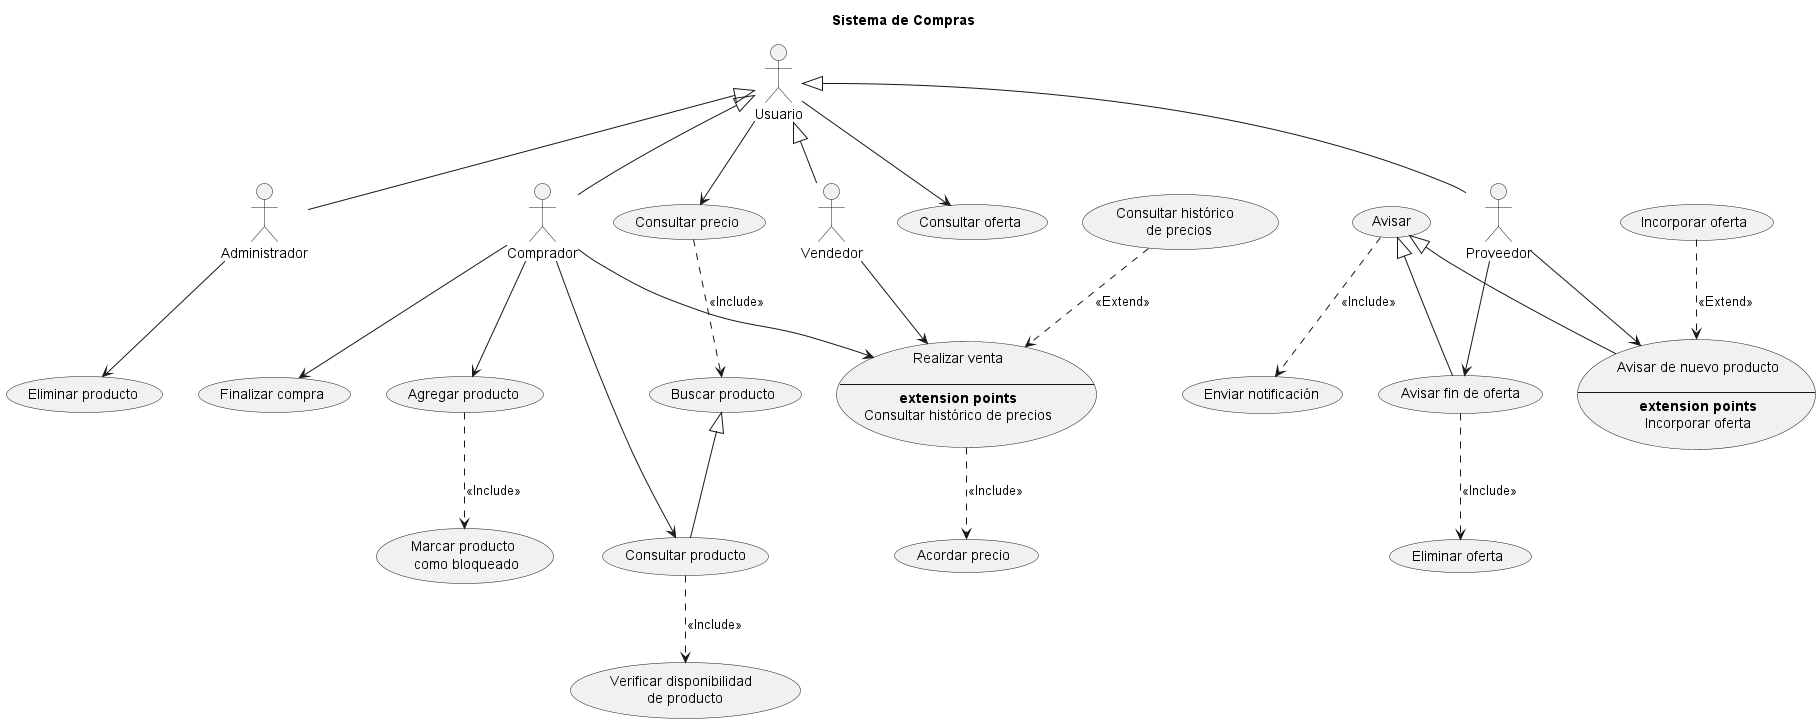 Sistema de Compras
Usuario
Administrador
Comprador
Consultar precio
Vendedor
Consultar oferta
Consultar histórico
de precios
Avisar
Proveedor
Incorporar oferta
«Include»
«Extend»
«Include»
«Extend»
Eliminar producto
Finalizar compra
Agregar producto
Buscar producto
Realizar venta
extension points
Consultar histórico de precios
Enviar notificación
Avisar fin de oferta
Avisar de nuevo producto
extension points
Incorporar oferta
«Include»
«Include»
«Include»
Marcar producto
como bloqueado
Consultar producto
Acordar precio
Eliminar oferta
«Include»
Verificar disponibilidad
de producto